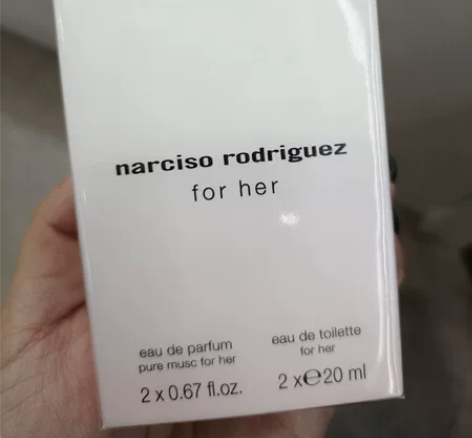 narciso rodriguez
for her
eau de parfum
pure musc for her
2 x 0.67 fl.oz.
eau de toilette
for her
2 x℮20 ml